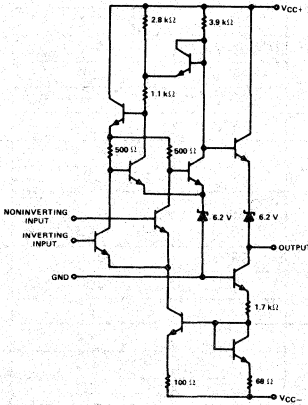 VCC+
2.8 kΩ
3.9 kΩ
1.1 kΩ
500 Ω
500 Ω
6.2 V
6.2 V
NONINVERTING
INPUT
INVERTING
INPUT
OUTPUT
GND
1.7 kΩ
100 Ω
68 Ω
VCC−